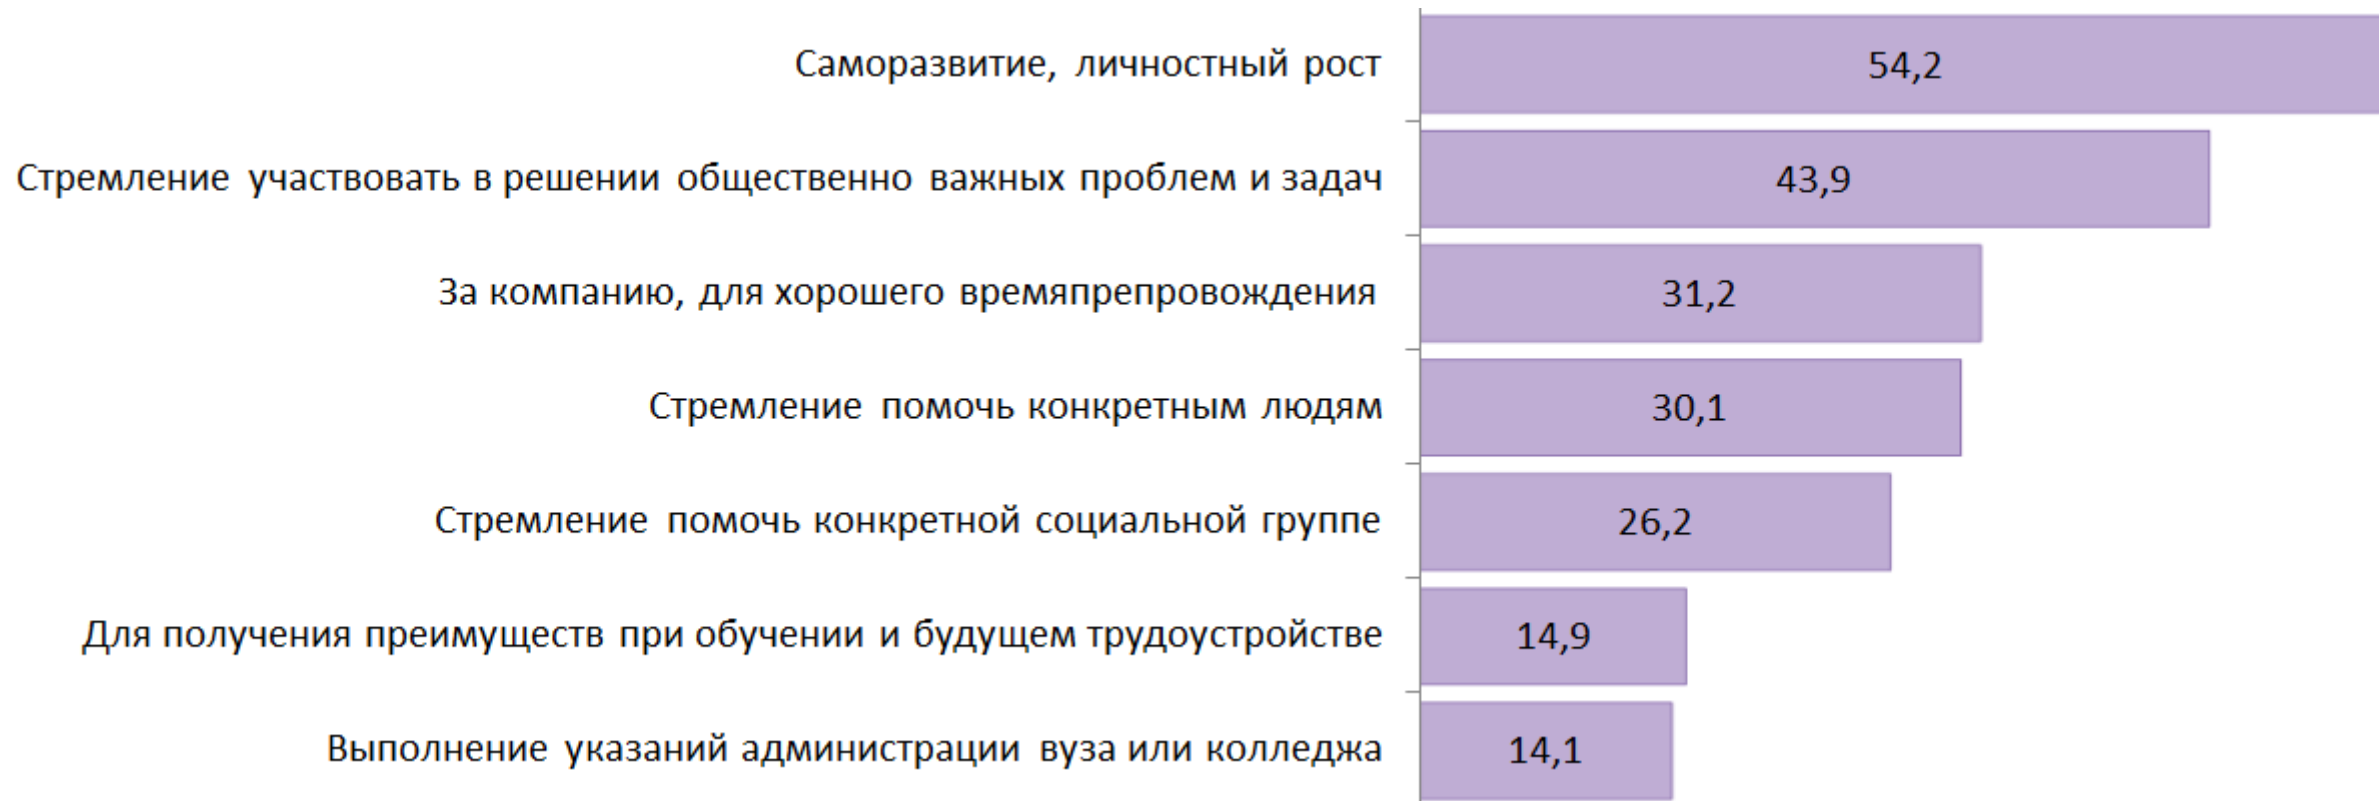 Саморазвитие, личностный рост 54,2
Стремление участвовать в решении общественно важных проблем и задач 43,9
За компанию, для хорошего времяпрепровождения 31,2
Стремление помочь конкретным людям 30,1
Стремление помочь конкретной социальной группе 26,2
Для получения преимуществ при обучении и будущем трудоустройстве 14,9
Выполнение указаний администрации вуза или колледжа 14,1